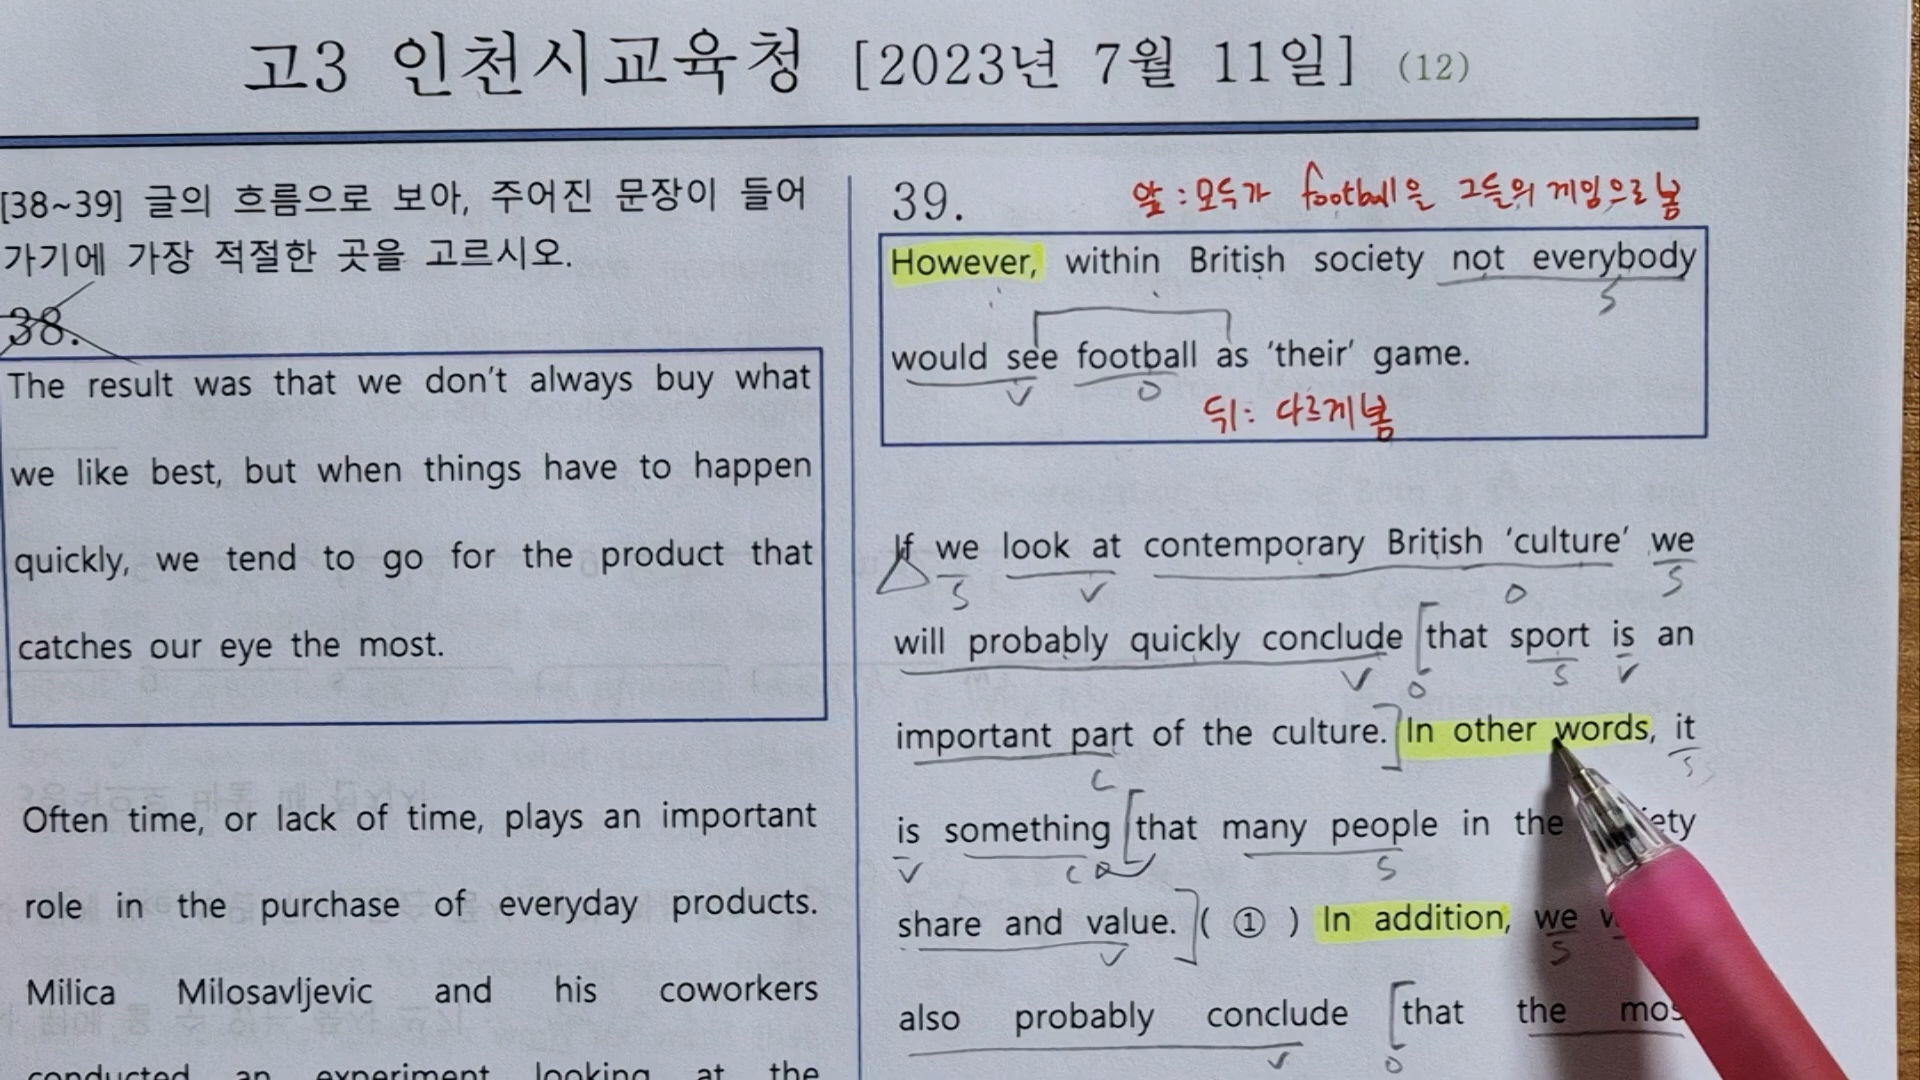 고3 인천시교육청 [2023년 7월 11일] (12)
[38~39] 글의 흐름으로 보아, 주어진 문장이 들어
가기에 가장 적절한 곳을 고르시오.
38.
The result was that we don't always buy what
we like best, but when things have to happen
quickly, we tend to go for the product that
catches our eye the most.
Often time, or lack of time, plays an important
role in the purchase of everyday products.
Milica Milosavljevic and his coworkers
conducted an experiment looking at the
39.
앞 : 모두가 football을 그들의 게임으로 봄
However, within British society not everybody
S
would see football as 'their' game.
V O
뒤 : 다르게 봄
If we look at contemporary British 'culture' we
S V O S
will probably quickly conclude [that sport is an
V O S V
important part of the culture.] In other words, it
C S
is something [that many people in the
V C S
share and value.] ( ① ) In addition, we
V S
also probably conclude [that the
V O